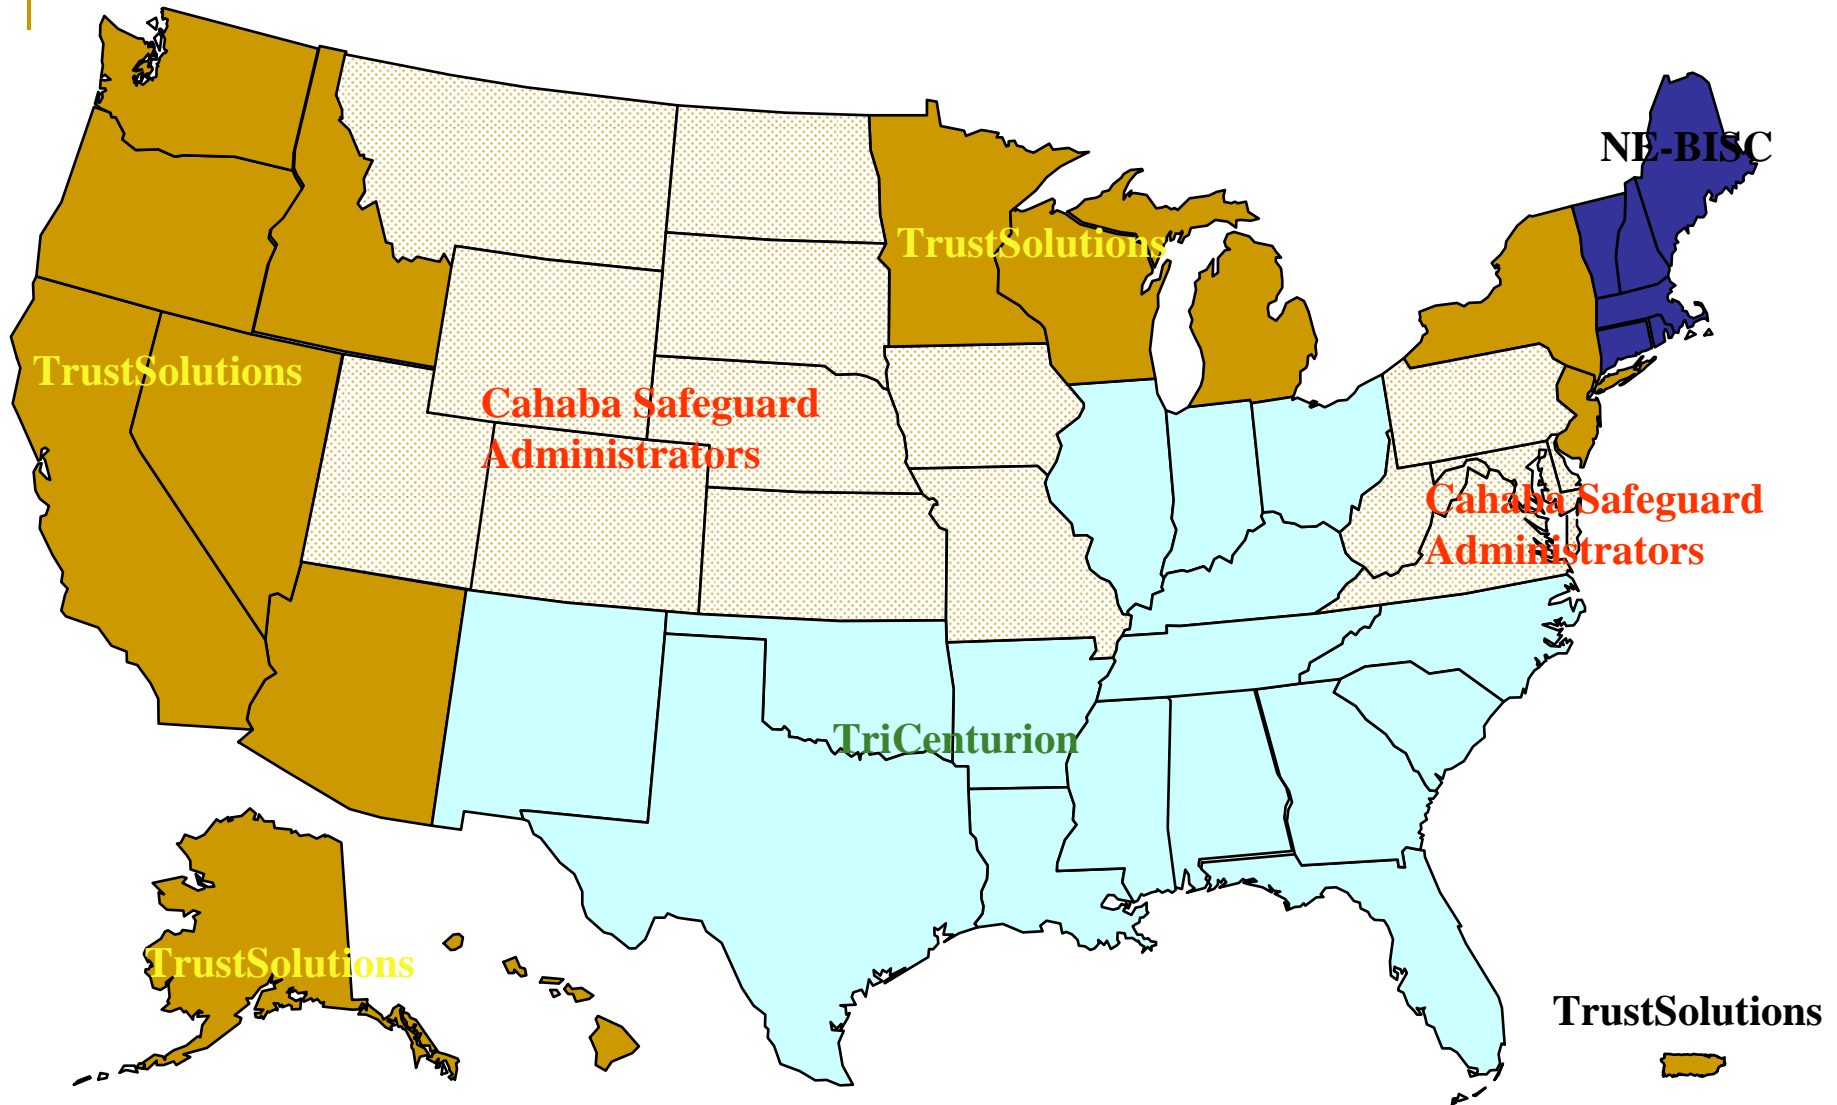 NE-BISC
TrustSolutions
TrustSolutions
Cahaba Safeguard
Administrators
Cahaba Safeguard
Administrators
TriCenturion
TrustSolutions
TrustSolutions